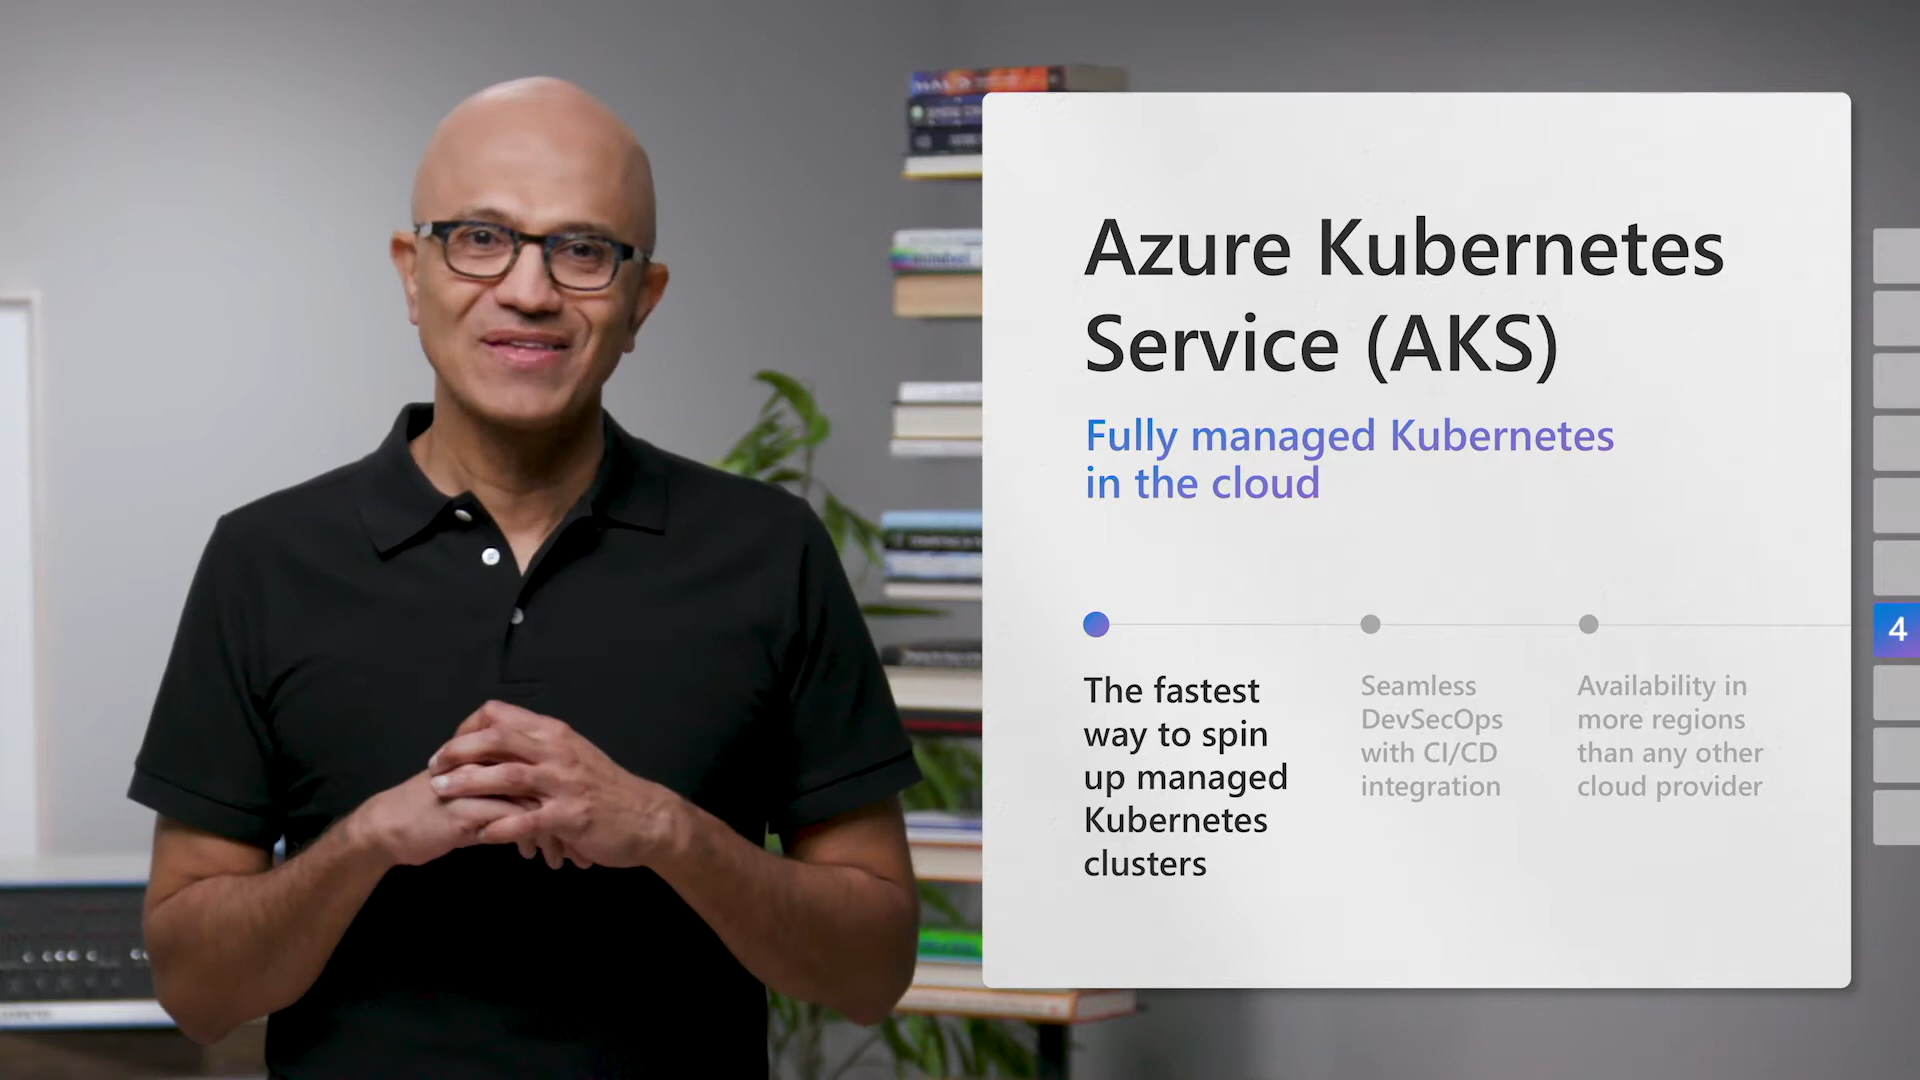 Azure Kubernetes
Service (AKS)
Fully managed Kubernetes
in the cloud
The fastest
way to spin
up managed
Kubernetes
clusters
Seamless
DevSecOps
with CI/CD
integration
Availability in
more regions
than any other
cloud provider
4
mindset